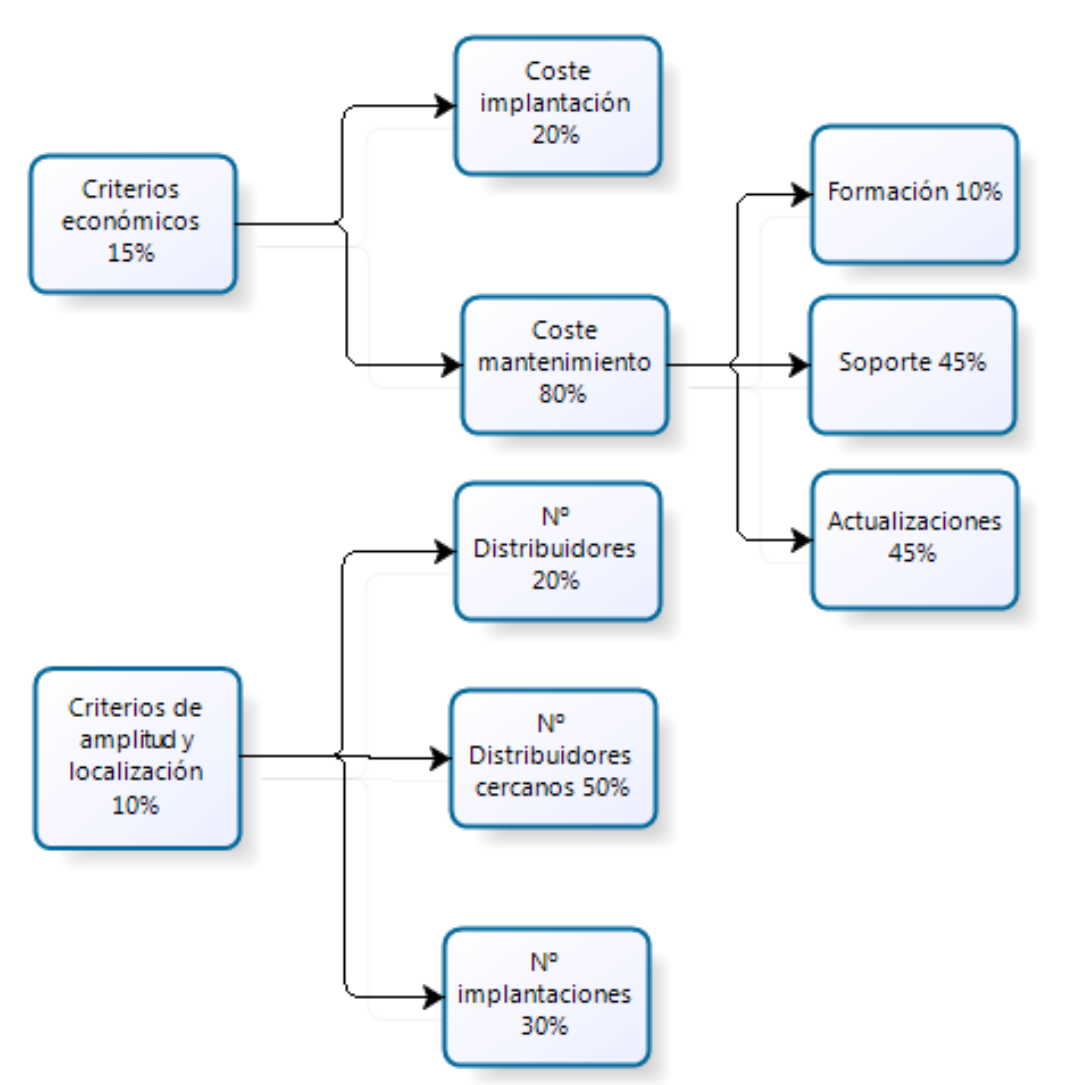 Coste
implantación
20%
Criterios
económicos
15%
Formación 10%
Coste
mantenimiento
80%
Soporte 45%
Actualizaciones
45%
Nº
Distribuidores
20%
Criterios de
amplitud y
localización
10%
Nº
Distribuidores
cercanos 50%
Nº
implantaciones
30%